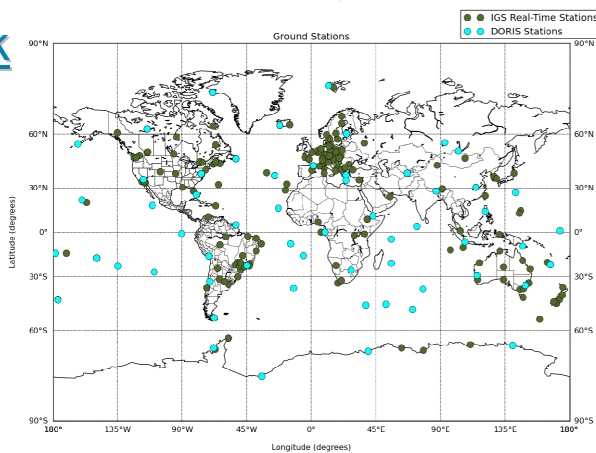 IGS Real-Time Stations
DORIS Stations
Ground Stations
90°N 90°N
60°N 60°N
30°N 30°N
0° 0°
30°S 30°S
60°S 60°S
90°S 90°S
180° 135°W 90°W 45°W 0° 45°E 90°E 135°E 180°
Latitude (degrees)
Longitude (degrees)